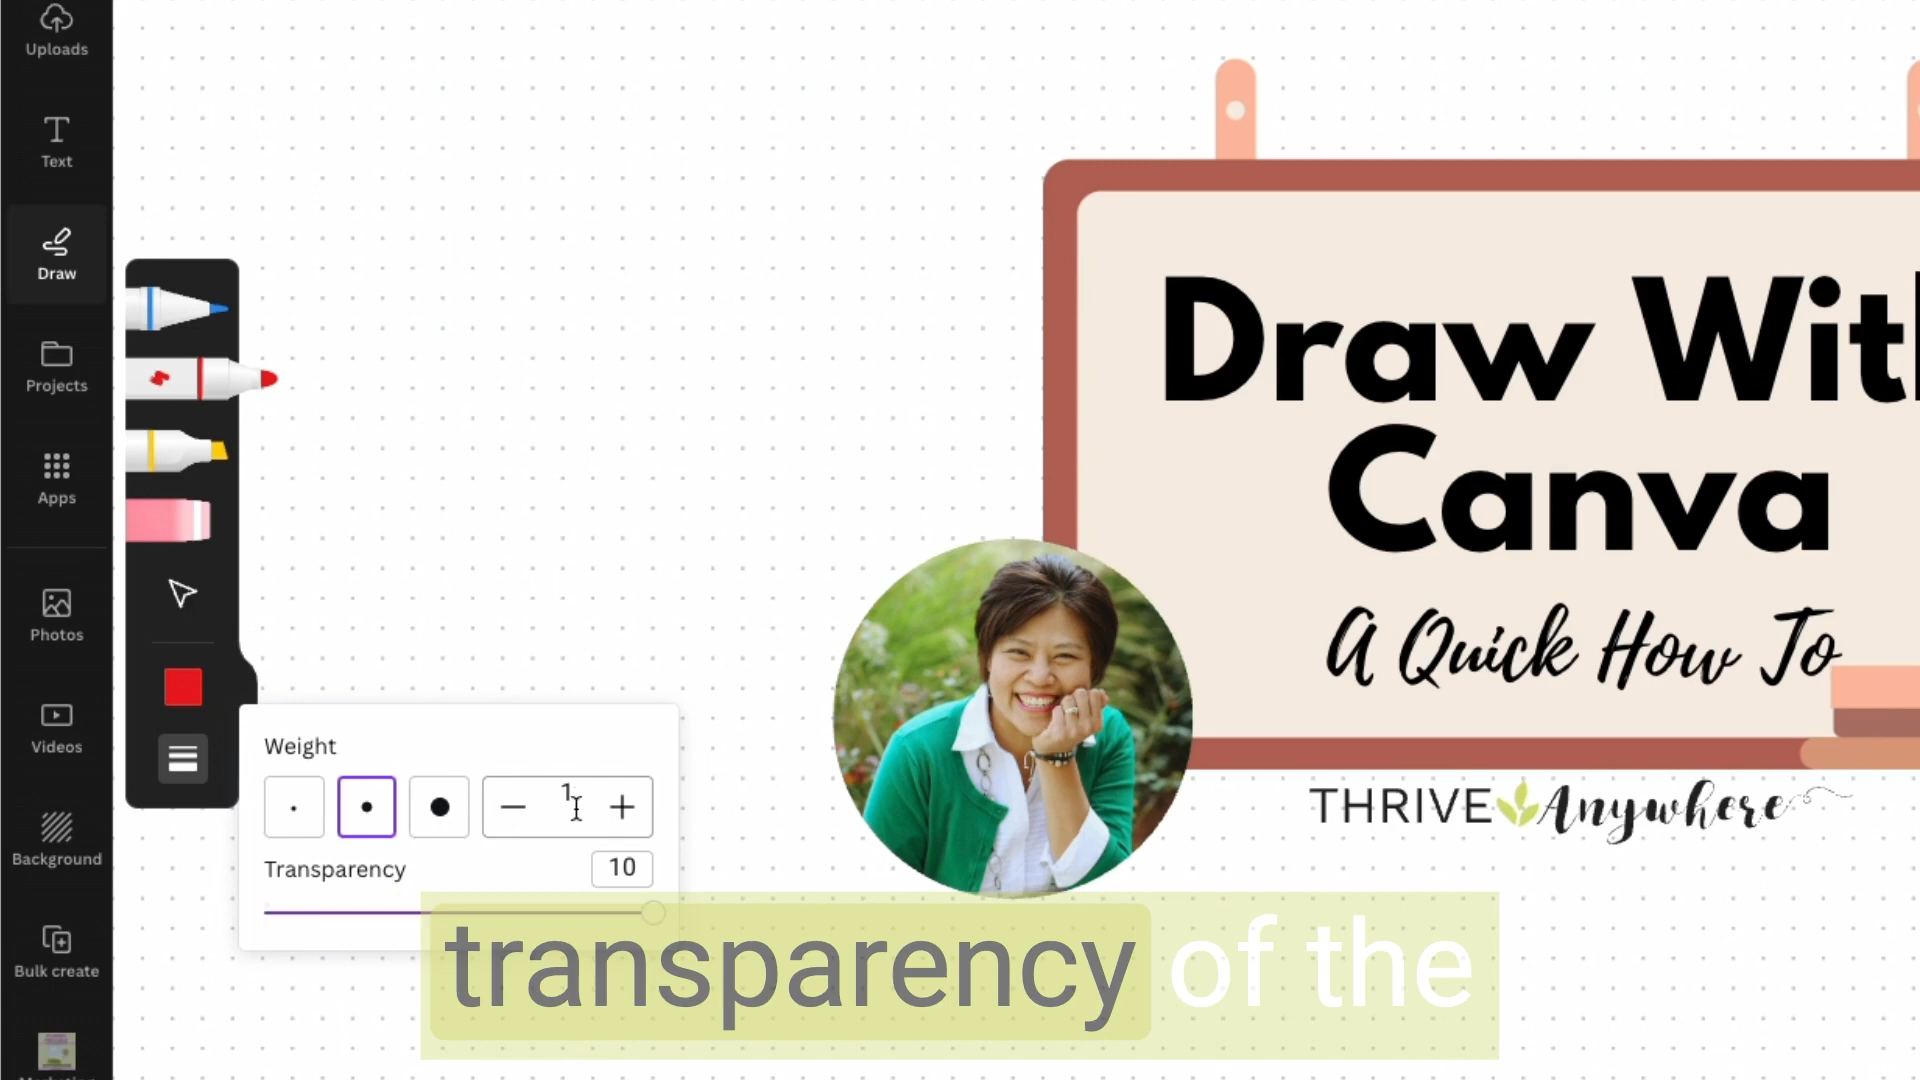 Uploads
Text
Draw
Projects
Apps
Photos
Videos
Background
Bulk create
Weight
1
Transparency
10
Draw With
Canva
A Quick How To
THRIVE Anywhere
transparency of the